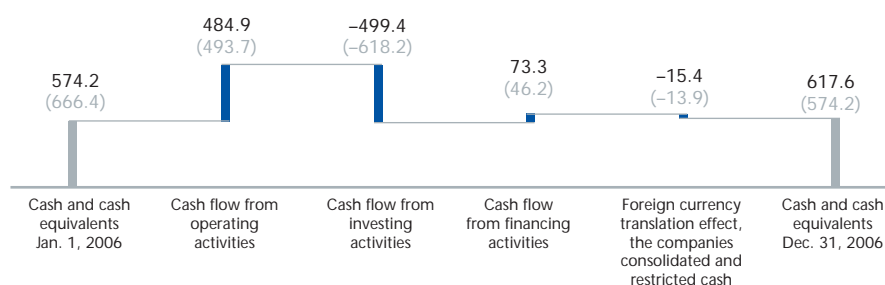 574.2
(666.4)
484.9
(493.7)
–499.4
(–618.2)
73.3
(46.2)
–15.4
(–13.9)
617.6
(574.2)
Cash and cash
equivalents
Jan. 1, 2006
Cash flow from
operating
activities
Cash flow from
investing
activities
Cash flow
from financing
activities
Foreign currency
translation effect,
the companies
consolidated and
restricted cash
Cash and cash
equivalents
Dec. 31, 2006